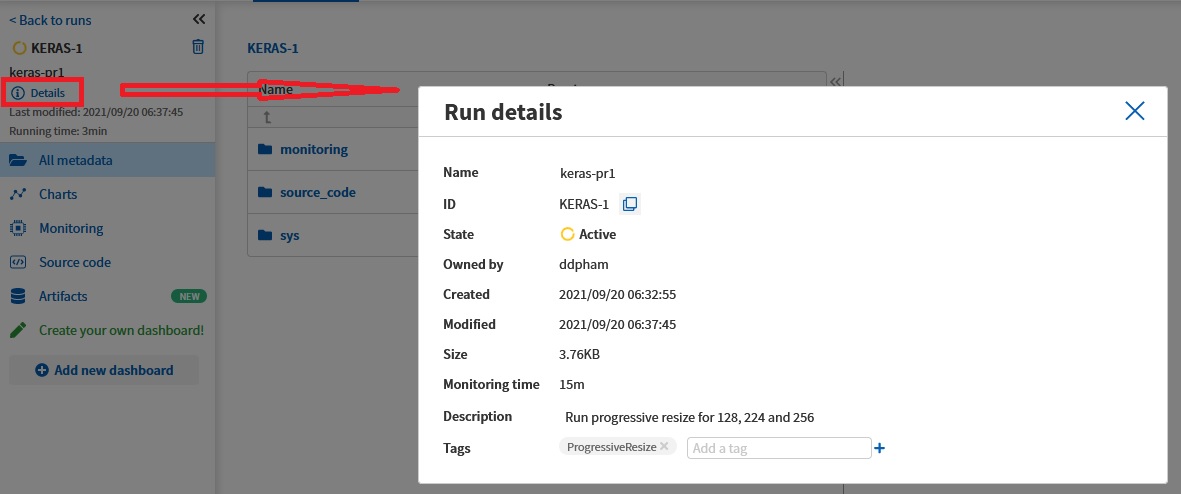 < Back to runs
KERAS-1
keras-pr1
Details
Last modified: 2021/09/20 06:37:45
Running time: 3min
All metadata
Charts
Monitoring
Source code
Artifacts NEW
Create your own dashboard!
Add new dashboard
KERAS-1
Name
monitoring
source_code
sys
Run details
Name keras-pr1
ID KERAS-1
State Active
Owned by ddpham
Created 2021/09/20 06:32:55
Modified 2021/09/20 06:37:45
Size 3.76KB
Monitoring time 15m
Description Run progressive resize for 128, 224 and 256
Tags ProgressiveResize Add a tag